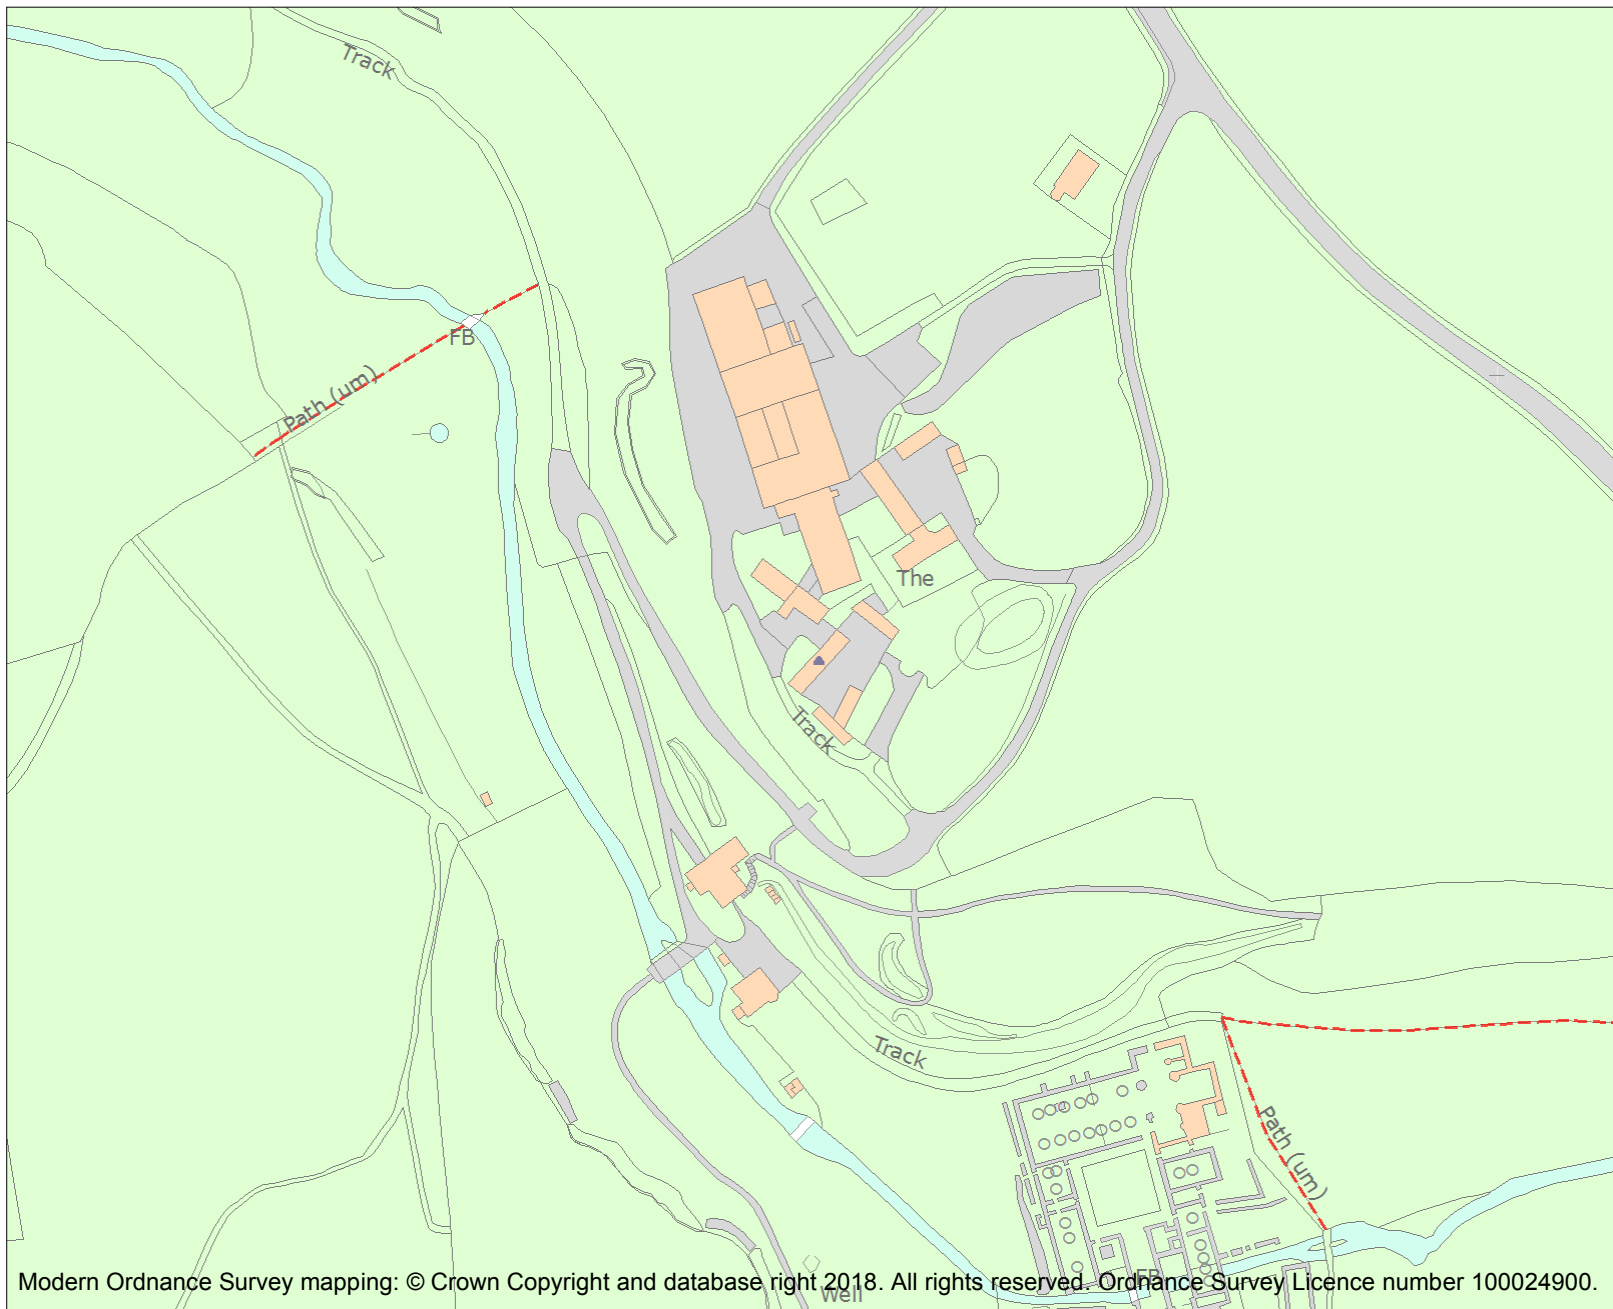 Track
FB
Path (um)
The
Track
Track
Path (um)
FB
Well
Modern Ordnance Survey mapping: © Crown Copyright and database right 2018. All rights reserved. Ordnance Survey Licence number 100024900.